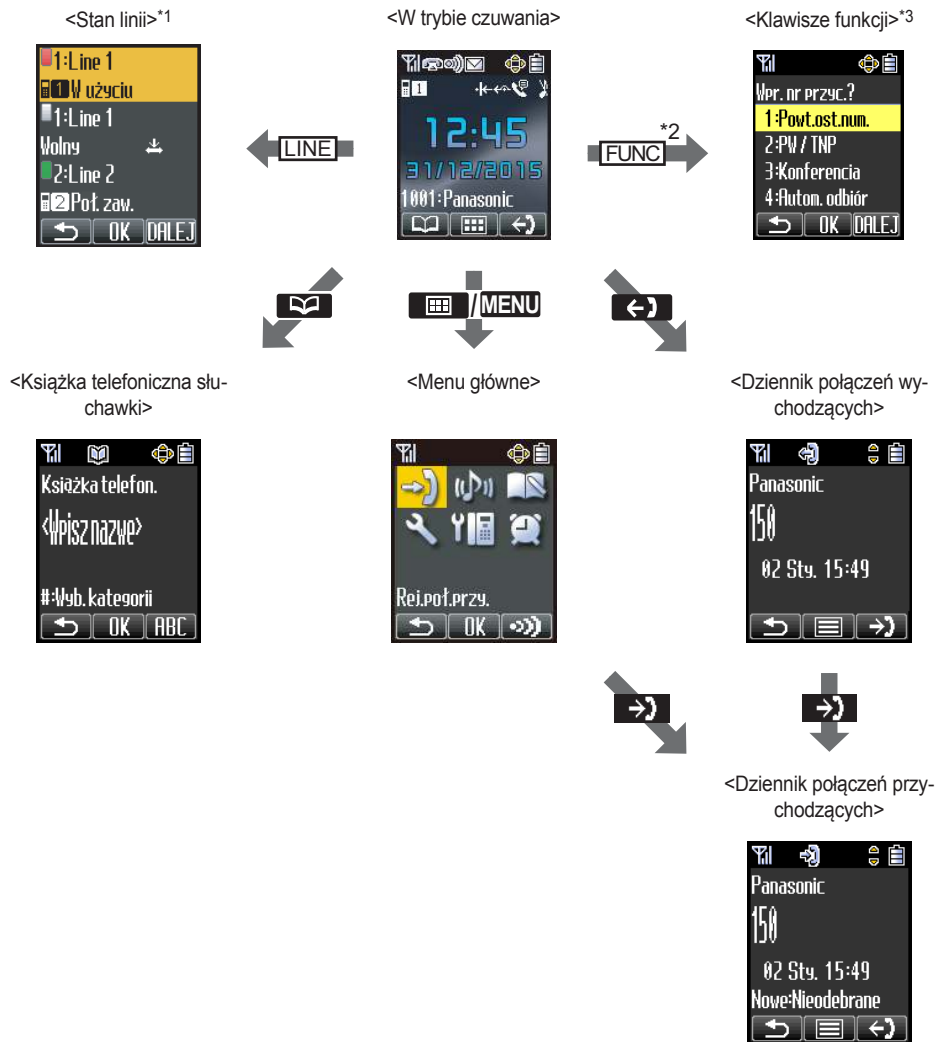 <Stan linii>*1
1:Line 1
1 W użyciu
1:Line 1
Wolny
2:Line 2
2 Poł. zaw.
OK DALEJ
LINE
<W trybie czuwania>
1
12:45
31/12/2015
1001:Panasonic
*2
FUNC
<Klawisze funkcji>*3
Wpr. nr przyc.?
1:Powt.ost.num.
2:PW / TNP
3:Konferencia
4:Autom. odbiór
OK DALEJ
/MENU
<Książka telefoniczna słu-
chawki>
Książka telefon.
<Wpisz nazwę>
#:Wyb. kategorii
OK ABC
<Menu główne>
Rej.poł.przy.
OK
<Dziennik połączeń wy-
chodzących>
Panasonic
150
02 Sty. 15:49
<Dziennik połączeń przy-
chodzących>
Panasonic
150
02 Sty. 15:49
Nowe:Nieodebrane